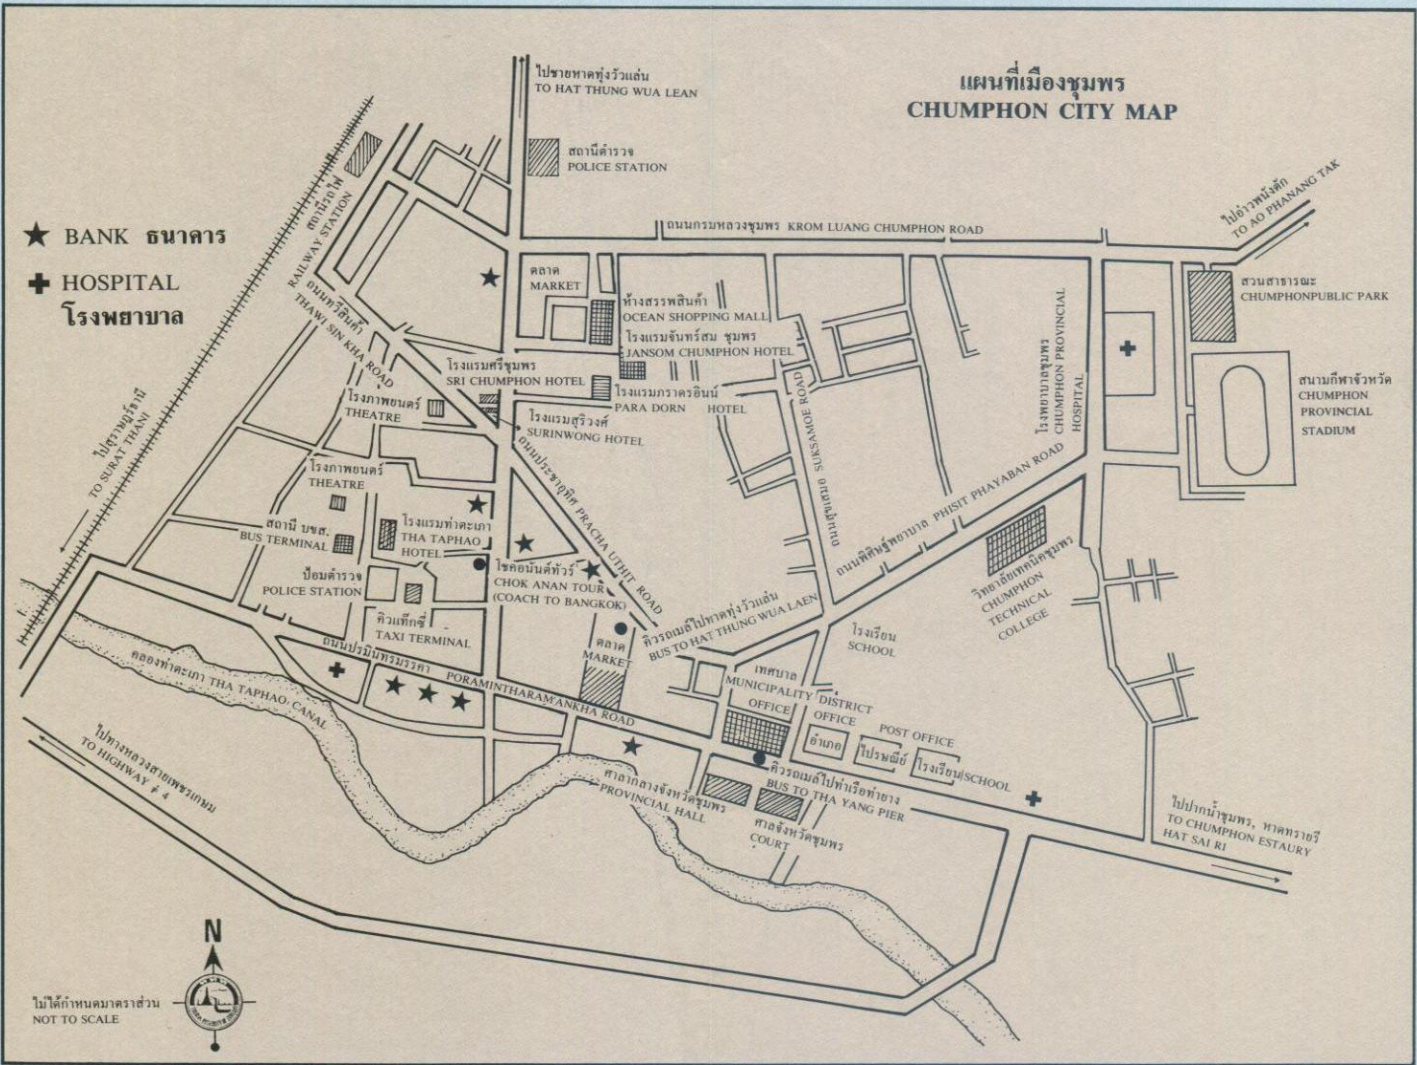 แผนที่เมืองชุมพร
CHUMPHON CITY MAP
ไปชายหาดทุ่งวัวแล่น
TO HAT THUNG WUA LEAN
สถานีตำรวจ
POLICE STATION
สถานีรถไฟ
RAILWAY STATION
★ BANK ธนาคาร
✚ HOSPITAL
โรงพยาบาล
ถนนกรมหลวงชุมพร KROM LUANG CHUMPHON ROAD
ไปอ่าวพนังตัก
TO AO PHANANG TAK
ตลาด
MARKET
ห้างสรรพสินค้า
OCEAN SHOPPING MALL
โรงแรมจันทร์สม ชุมพร
JANSOM CHUMPHON HOTEL
สวนสาธารณะ
CHUMPHONPUBLIC PARK
ถนนทวีสินค้า
THAWI SIN KHA ROAD
โรงแรมศรีชุมพร
SRI CHUMPHON HOTEL
โรงแรมภราดรอินน์
PARA DORN HOTEL
โรงแรมสุริวงศ์
SURINWONG HOTEL
โรงภาพยนตร์
THEATRE
โรงพยาบาลชุมพร
CHUMPHON PROVINCIAL
HOSPITAL
สนามกีฬาจังหวัด
CHUMPHON
PROVINCIAL
STADIUM
ไปสุราษฎร์ธานี
TO SURAT THANI
โรงภาพยนตร์
THEATRE
สถานี บขส.
BUS TERMINAL
โรงแรมท่าตะเภา
THA TAPHAO
HOTEL
ถนนประชาอุทิศ PRACHA UTHIT ROAD
SUKSAMOE ROAD
ถนนพิศิษฐ์พยาบาล PHISIT PHAYABAN ROAD
วิทยาลัยเทคนิคชุมพร
CHUMPHON
TECHNICAL
COLLEGE
ป้อมตำรวจ
POLICE STATION
โชคอนันต์ทัวร์
CHOK ANAN TOUR
(COACH TO BANGKOK)
คิวแท็กซี่
TAXI TERMINAL
คิวรถเมล์ไปหาดทุ่งวัวแล่น
BUS TO HAT THUNG WUA LAEN
ตลาด
MARKET
โรงเรียน
SCHOOL
ถนนปรมินทรมรรคา
PORAMINTHARAM'ANKHA ROAD
คลองท่าตะเภา THA TAPHAO CANAL
เทศบาล
MUNICIPALITY
OFFICE
DISTRICT
OFFICE
อำเภอ
POST OFFICE
ไปรษณีย์
โรงเรียน SCHOOL
คิวรถเมล์ไปท่าเรือท่ายาง
BUS TO THA YANG PIER
ศาลากลางจังหวัดชุมพร
PROVINCIAL HALL
ศาลจังหวัดชุมพร
COURT
ไปทางหลวงสายเพชรเกษม
TO HIGHWAY # 4
ไปปากน้ำชุมพร, หาดทรายรี
TO CHUMPHON ESTAURY
HAT SAI RI
N
ไม่ได้กำหนดมาตราส่วน
NOT TO SCALE